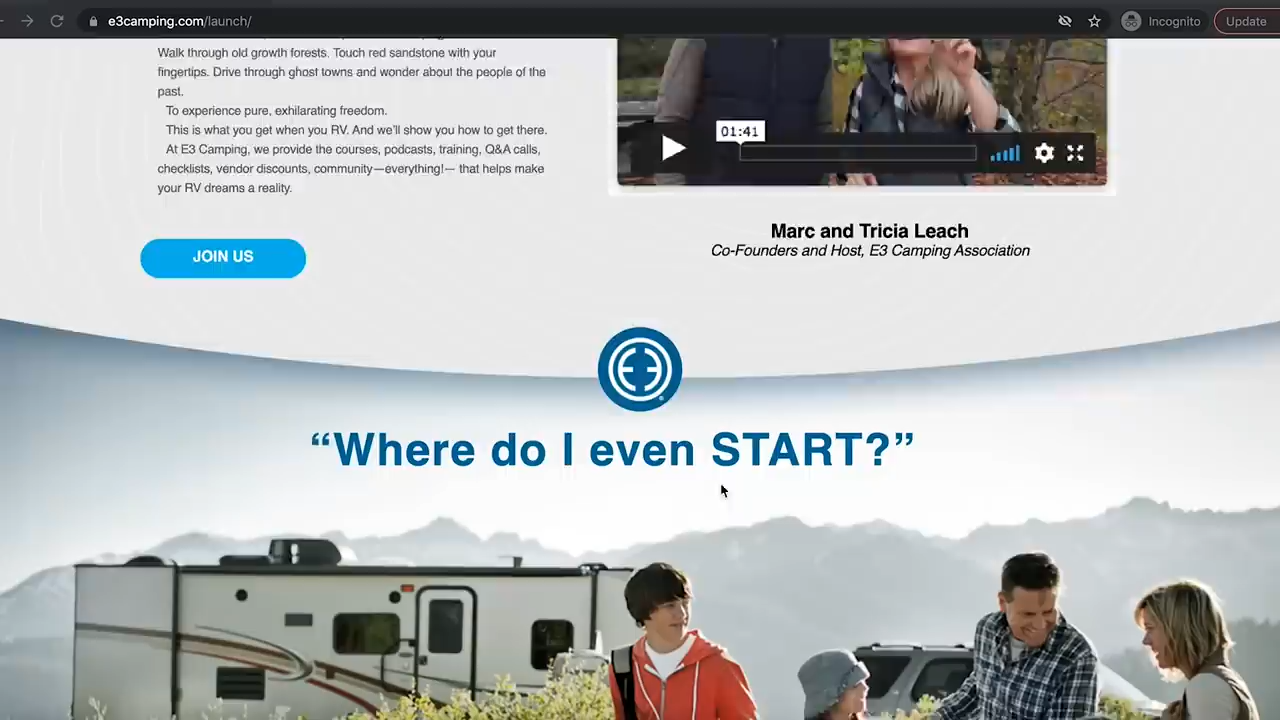 e3camping.com/launch/
Incognito
Update
Walk through old growth forests. Touch red sandstone with your
fingertips. Drive through ghost towns and wonder about the people of the
past.
To experience pure, exhilarating freedom.
This is what you get when you RV. And we'll show you how to get there.
At E3 Camping, we provide the courses, podcasts, training, Q&A calls,
checklists, vendor discounts, community—everything!— that helps make
your RV dreams a reality.
JOIN US
01:41
Marc and Tricia Leach
Co-Founders and Host, E3 Camping Association
“Where do I even START?”